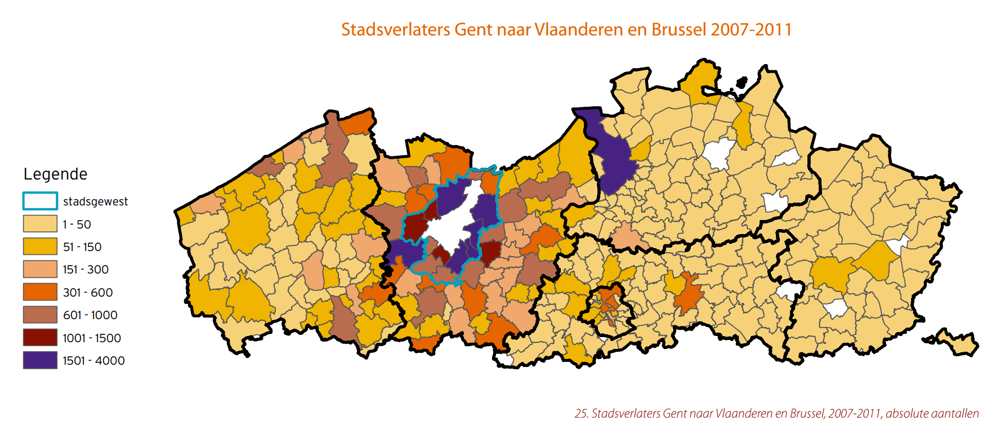 Stadsverlaters Gent naar Vlaanderen en Brussel 2007-2011
Legende
stadsgewest
1 - 50
51 - 150
151 - 300
301 - 600
601 - 1000
1001 - 1500
1501 - 4000
25. Stadsverlaters Gent naar Vlaanderen en Brussel, 2007-2011, absolute aantallen